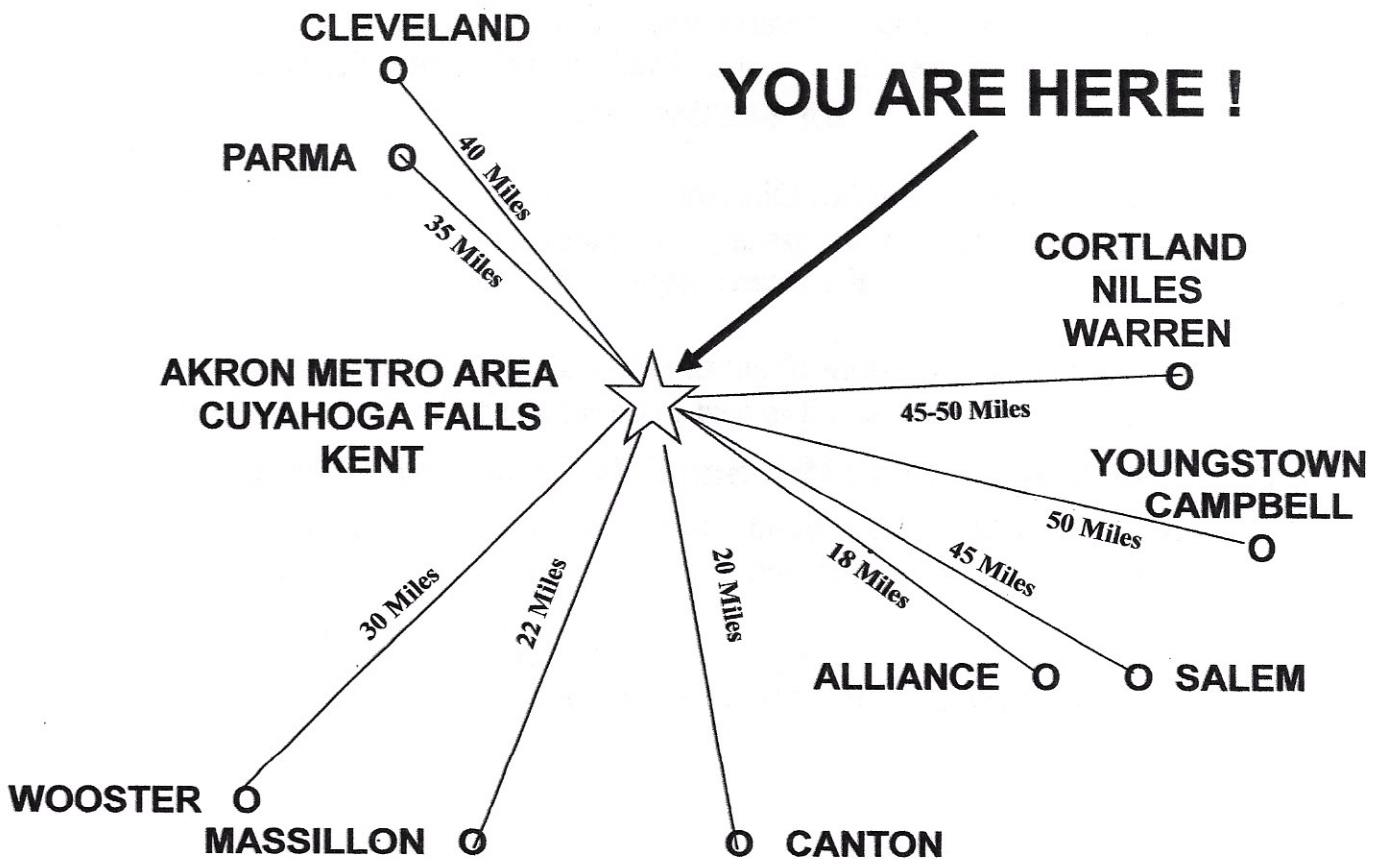 CLEVELAND
O
YOU ARE HERE !
PARMA O
40 Miles
35 Miles
CORTLAND
NILES
WARREN
O
AKRON METRO AREA
CUYAHOGA FALLS
KENT
45-50 Miles
YOUNGSTOWN
CAMPBELL
50 Miles
O
18 Miles
45 Miles
20 Miles
22 Miles
30 Miles
ALLIANCE O
O SALEM
WOOSTER O
MASSILLON O
O CANTON